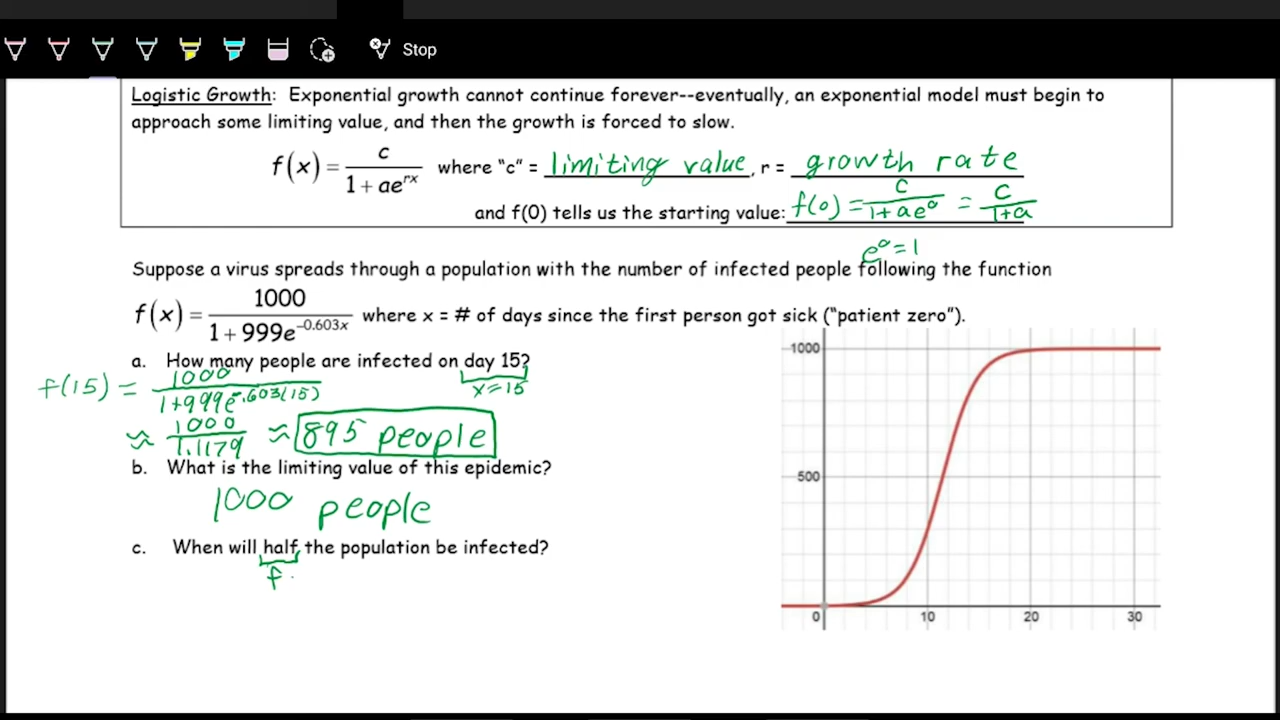 Stop
Logistic Growth: Exponential growth cannot continue forever--eventually, an exponential model must begin to
approach some limiting value, and then the growth is forced to slow.
f(x) = c / (1 + ae^(rx)) where "c" = limiting value, r = growth rate
and f(0) tells us the starting value: f(0) = c / (1 + ae^0) = c / (1+a)
e^0 = 1
Suppose a virus spreads through a population with the number of infected people following the function
f(x) = 1000 / (1 + 999e^(-0.603x)) where x = # of days since the first person got sick ("patient zero").
a. How many people are infected on day 15?
x=15
f(15) = 1000 / (1+999e^(-.603(15)))
≈ 1000 / 1.1179 ≈ 895 people
b. What is the limiting value of this epidemic?
1000 people
c. When will half the population be infected?
f
1000
500
0 10 20 30